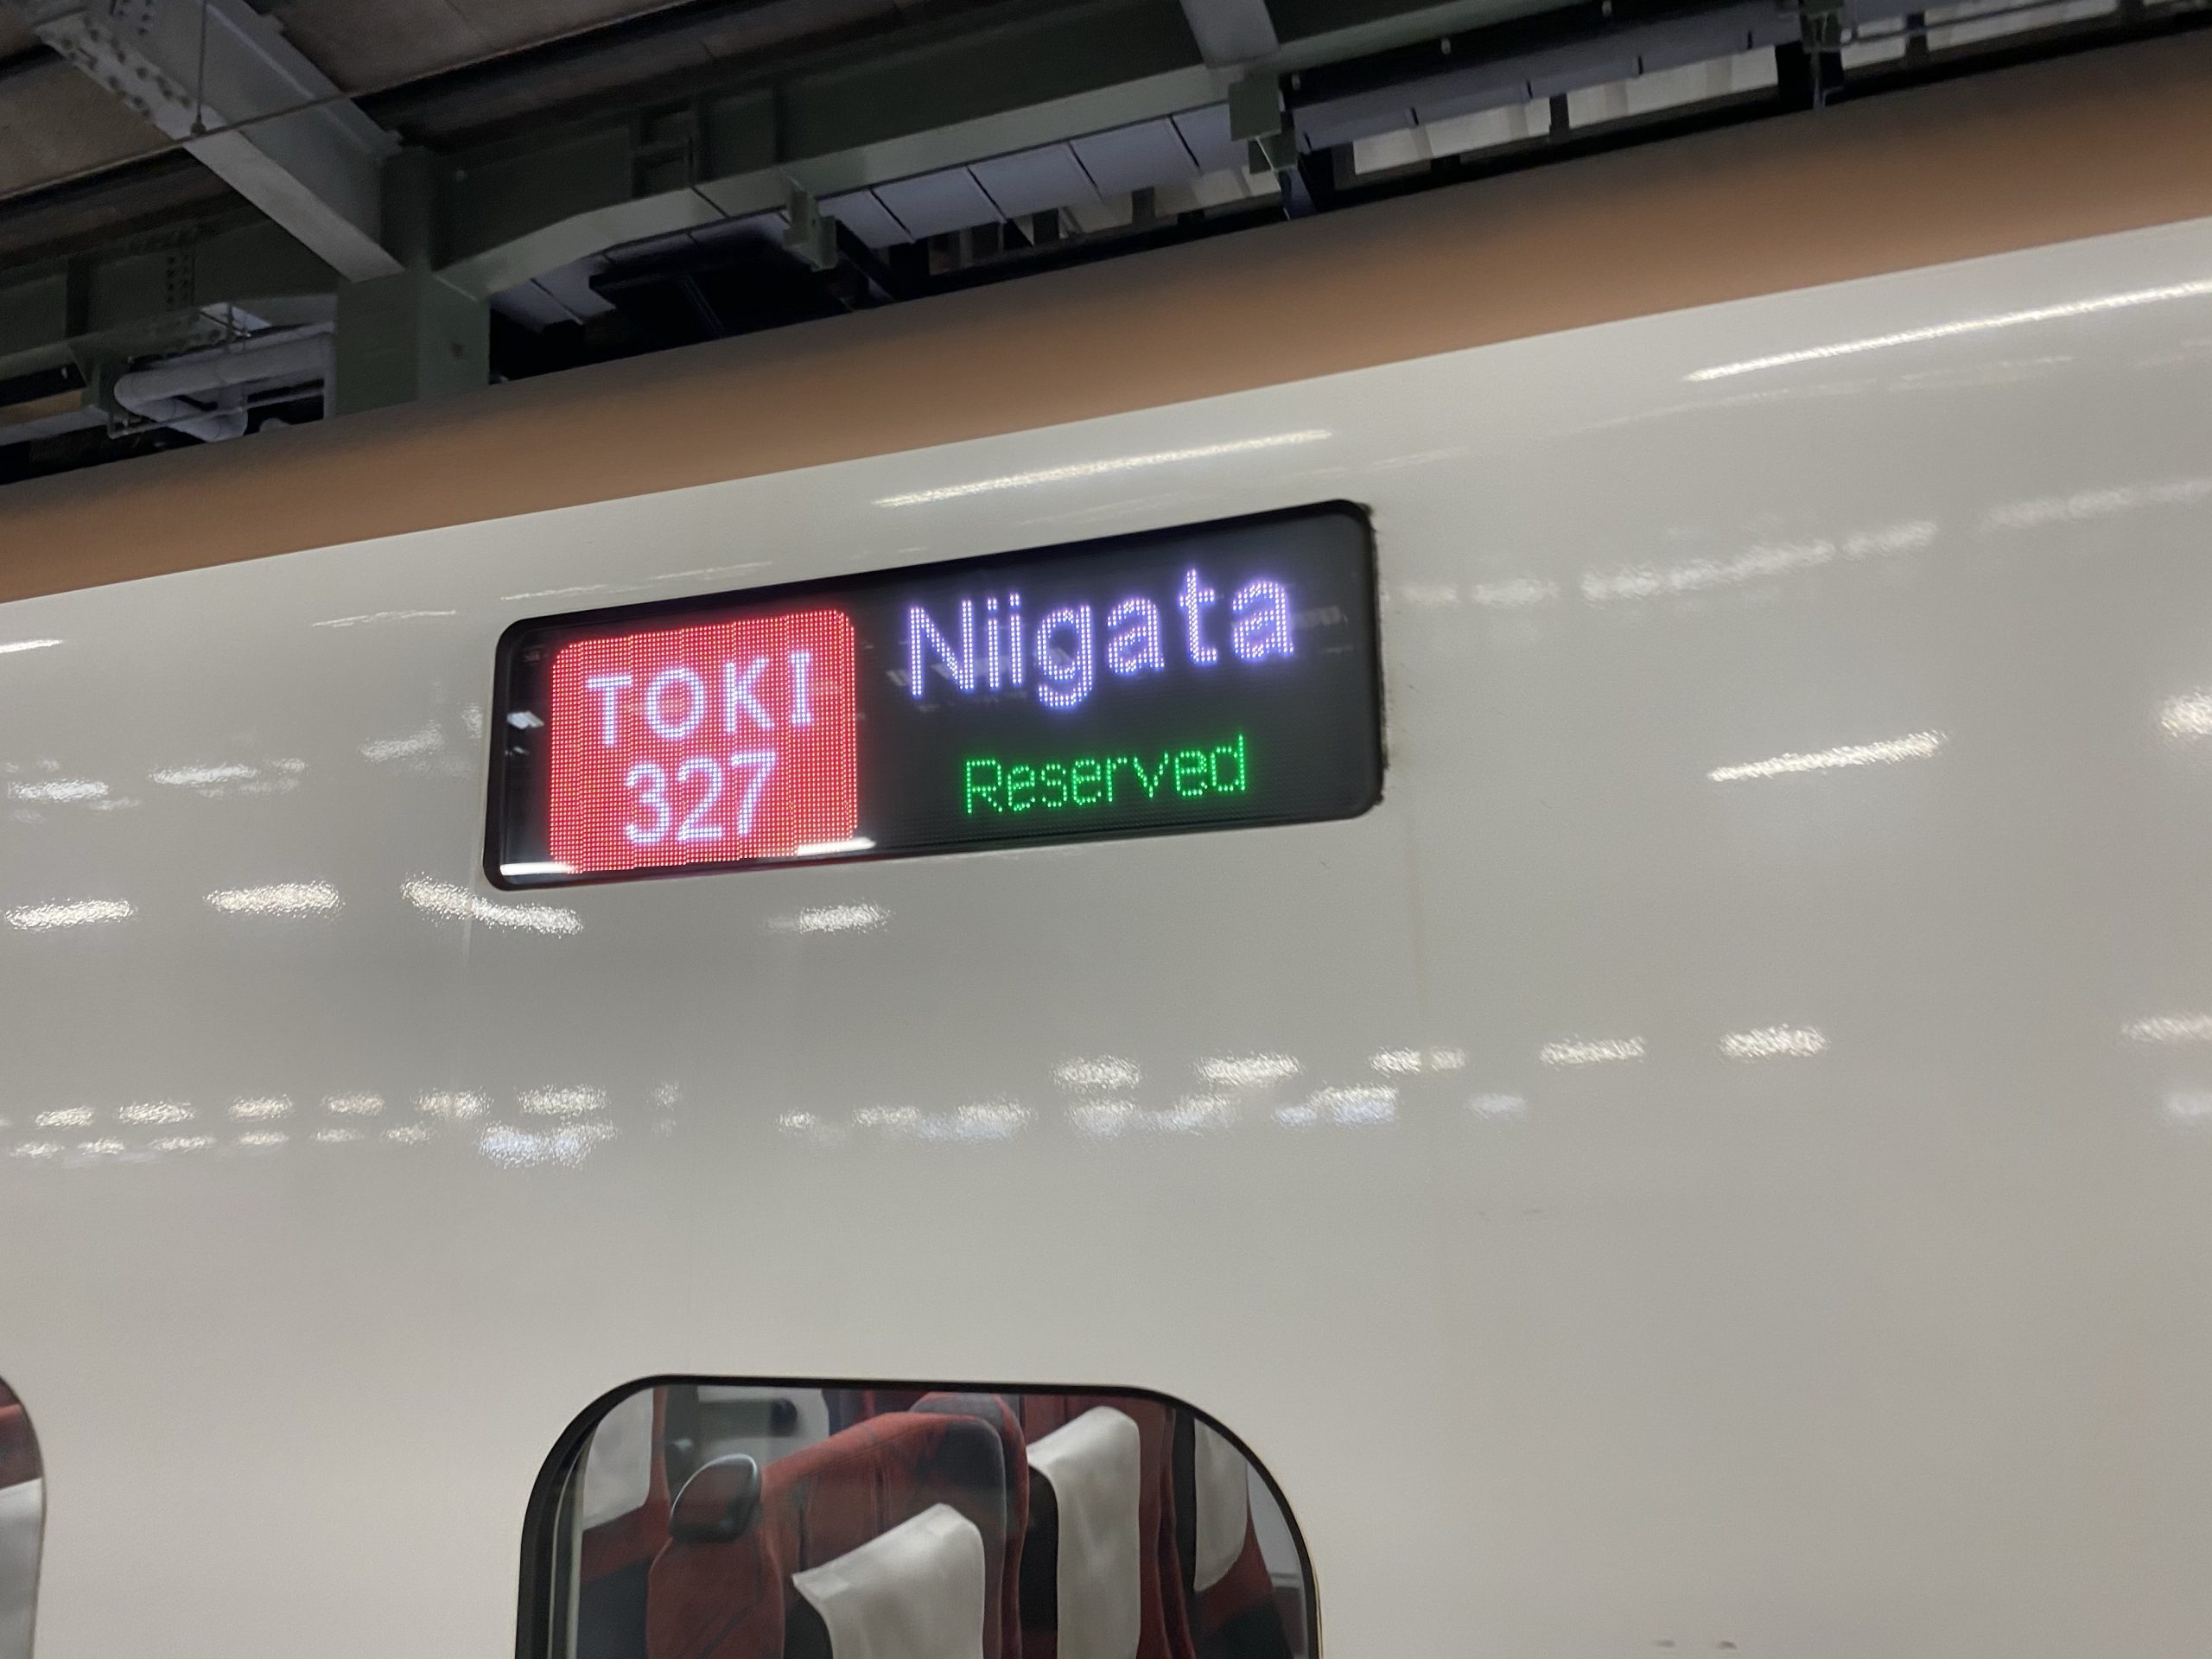 TOKI
327
Niigata
Reserved